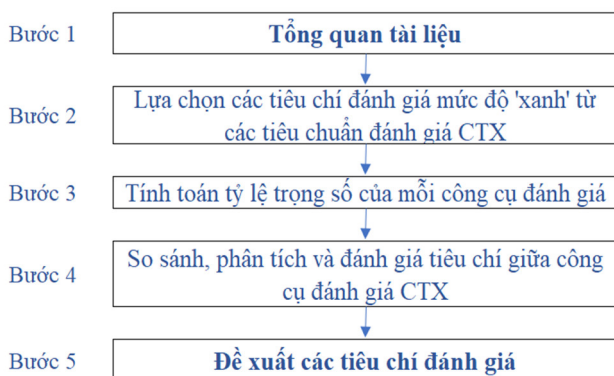 Bước 1
Tổng quan tài liệu
Bước 2
Lựa chọn các tiêu chí đánh giá mức độ 'xanh' từ
các tiêu chuẩn đánh giá CTX
Bước 3
Tính toán tỷ lệ trọng số của mỗi công cụ đánh giá
Bước 4
So sánh, phân tích và đánh giá tiêu chí giữa công
cụ đánh giá CTX
Bước 5
Đề xuất các tiêu chí đánh giá